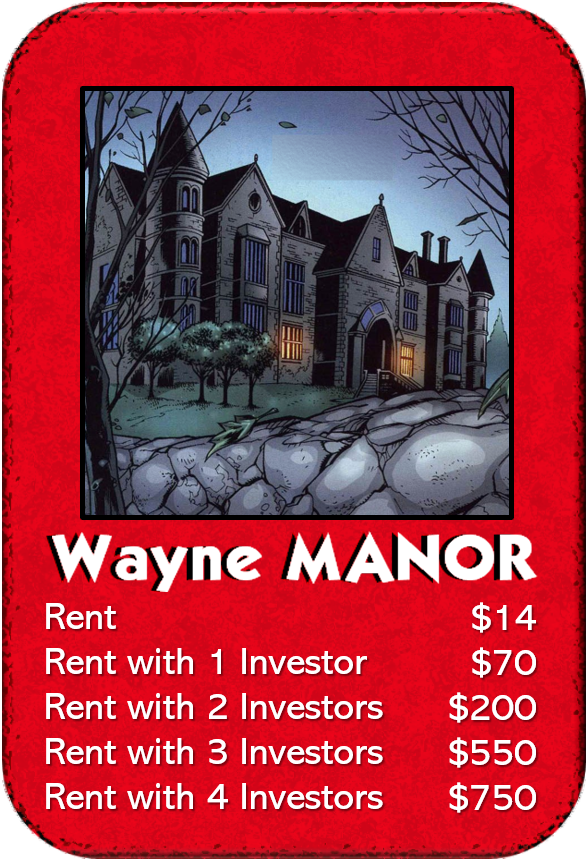 Wayne MANOR
Rent $14
Rent with 1 Investor $70
Rent with 2 Investors $200
Rent with 3 Investors $550
Rent with 4 Investors $750